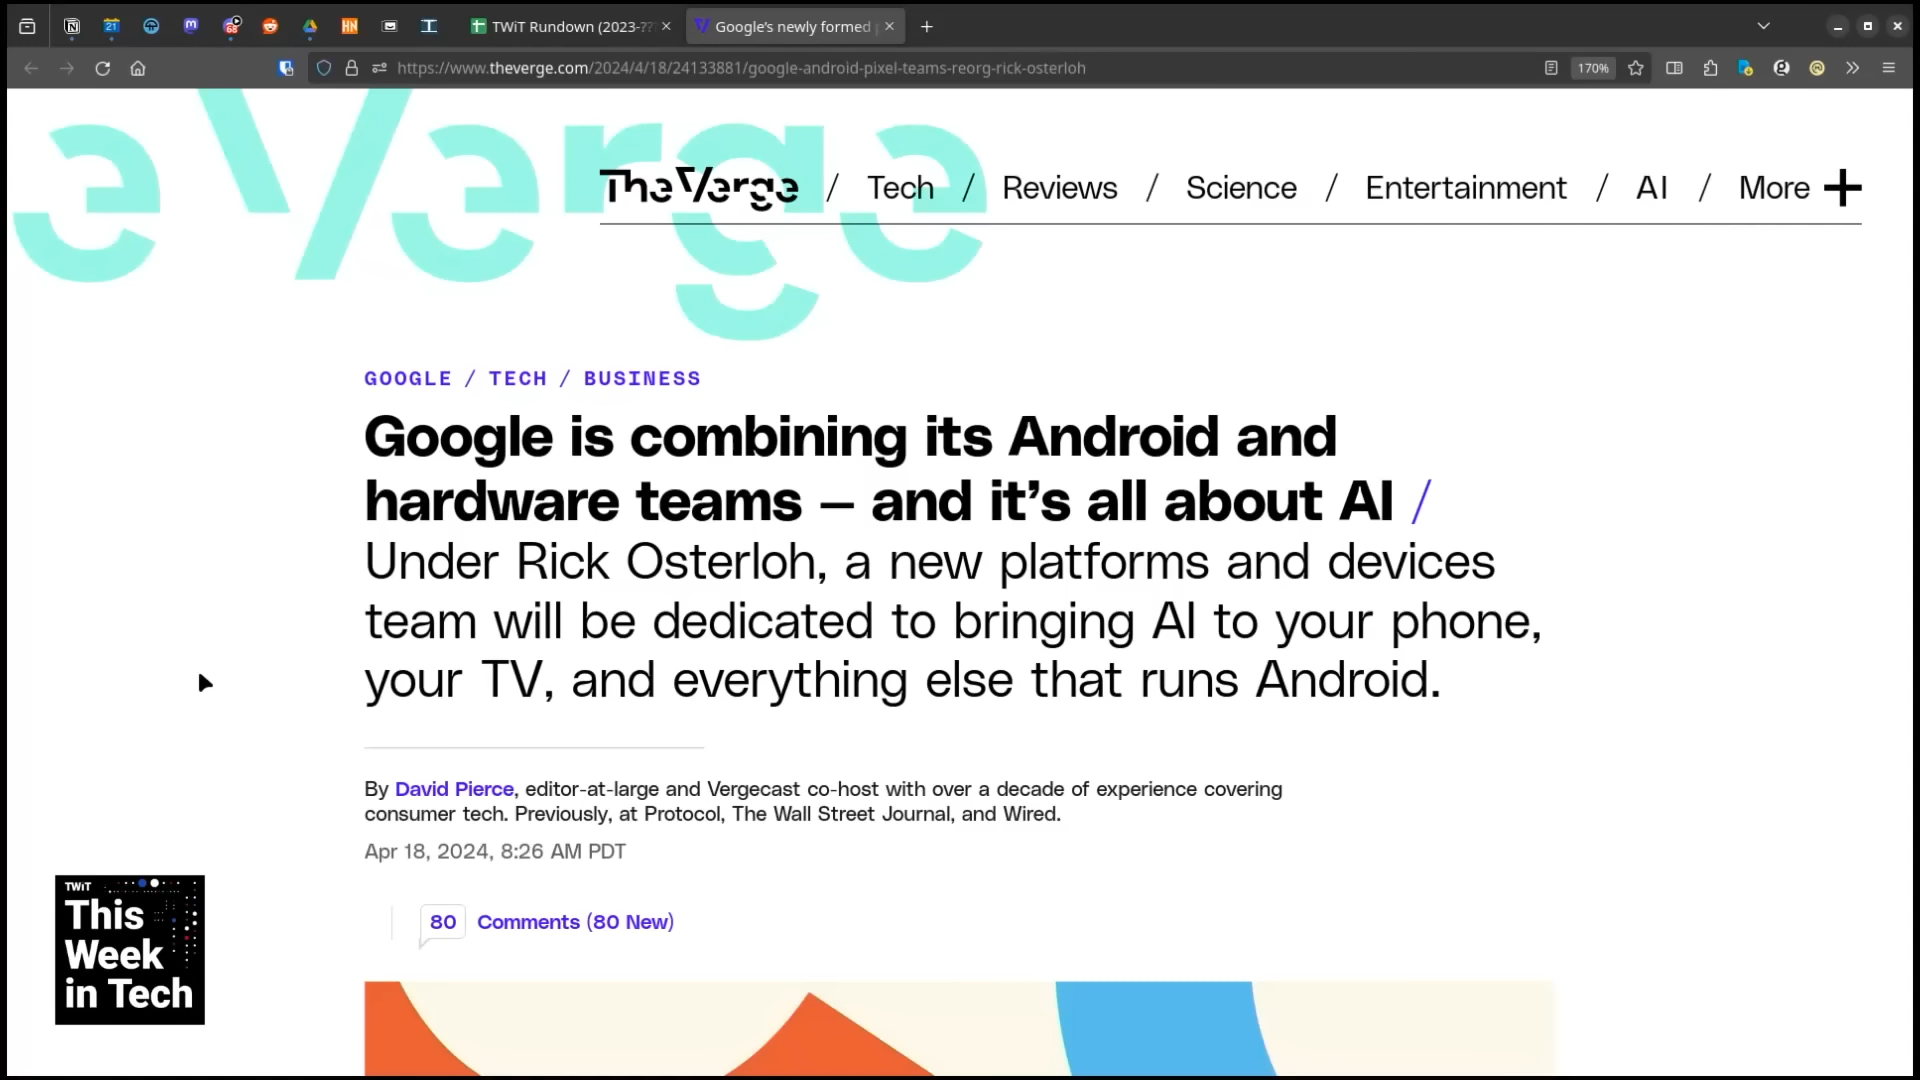 21
68
HN
TWiT Rundown (2023-??
Google's newly formed
https://www.theverge.com/2024/4/18/24133881/google-android-pixel-teams-reorg-rick-osterloh
170%
e Verge
The Verge / Tech / Reviews / Science / Entertainment / AI / More
GOOGLE / TECH / BUSINESS
Google is combining its Android and
hardware teams — and it's all about AI /
Under Rick Osterloh, a new platforms and devices
team will be dedicated to bringing AI to your phone,
your TV, and everything else that runs Android.
By David Pierce, editor-at-large and Vergecast co-host with over a decade of experience covering
consumer tech. Previously, at Protocol, The Wall Street Journal, and Wired.
Apr 18, 2024, 8:26 AM PDT
80 Comments (80 New)
TWiT
This
Week
in Tech